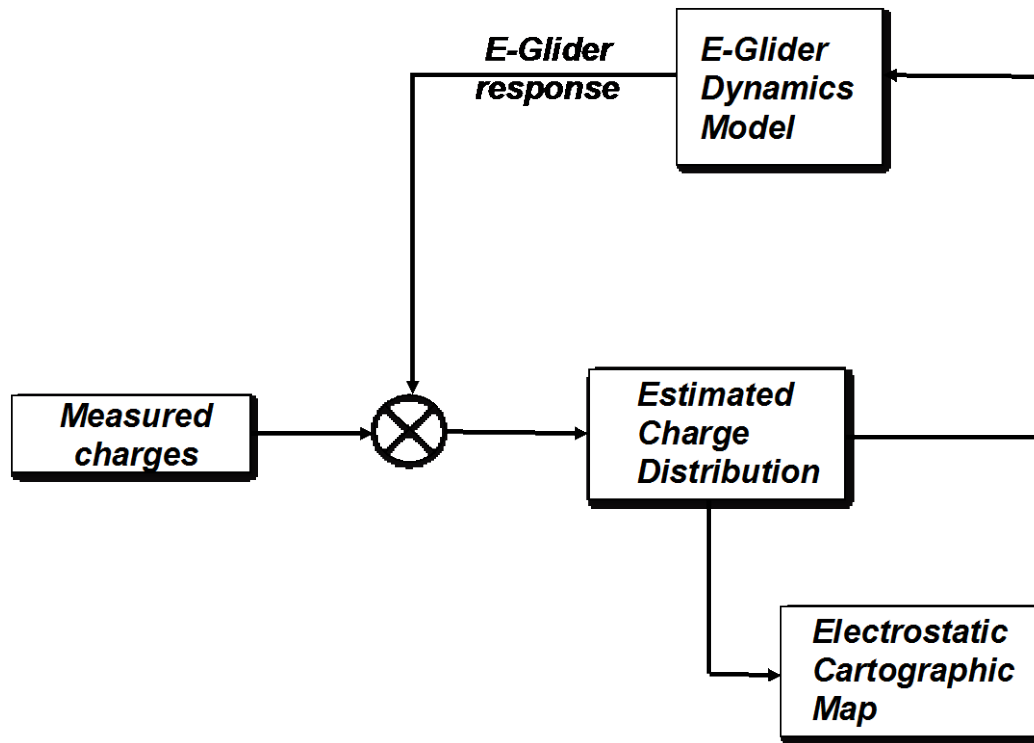 E-Glider
response
E-Glider
Dynamics
Model
Measured
charges
Estimated
Charge
Distribution
Electrostatic
Cartographic
Map